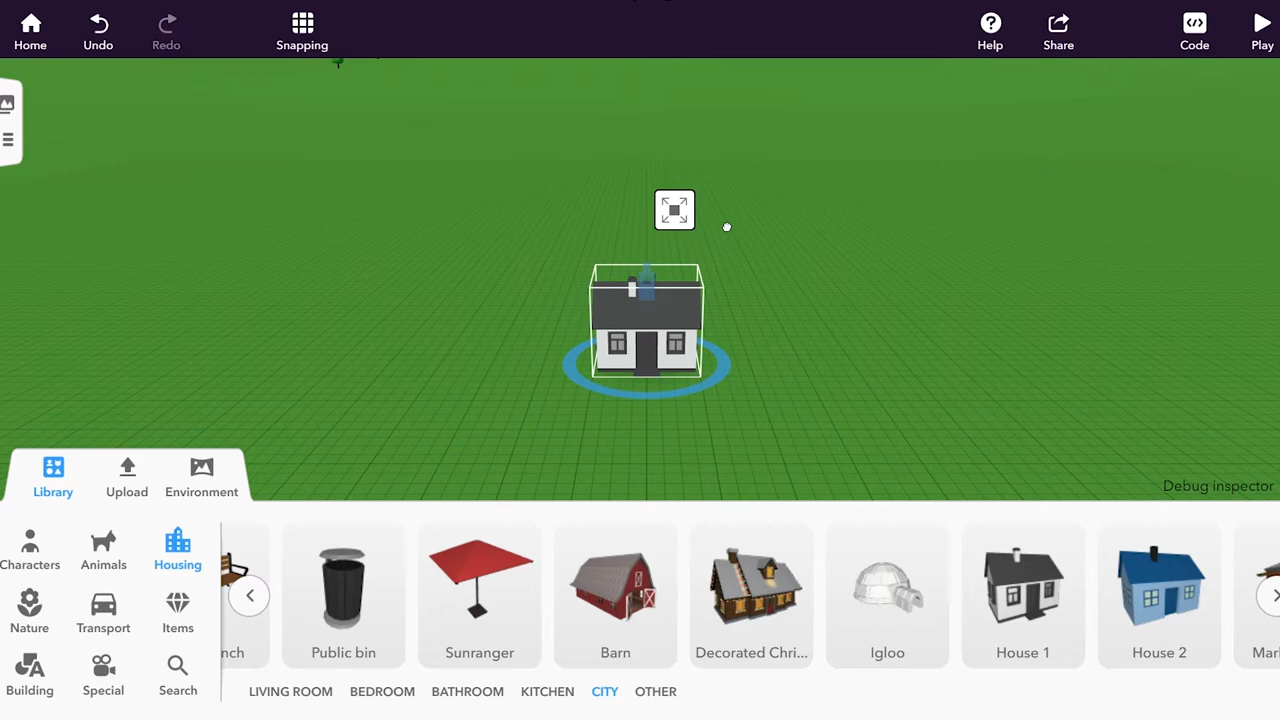 Home Undo Redo Snapping Help Share Code Play
Debug inspector
Library Upload Environment
Characters Animals Housing
Nature Transport Items
Building Special Search
nch Public bin Sunranger Barn Decorated Chri... Igloo House 1 House 2 Mar
LIVING ROOM BEDROOM BATHROOM KITCHEN CITY OTHER